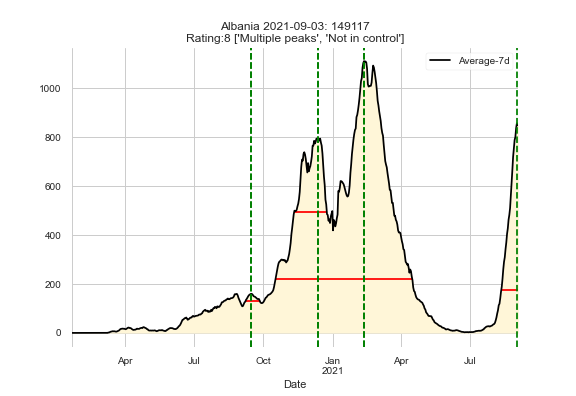 Albania 2021-09-03: 149117
Rating:8 ['Multiple peaks', 'Not in control']
Average-7d
1000
800
600
400
200
0
Apr Jul Oct Jan Apr Jul
2021
Date